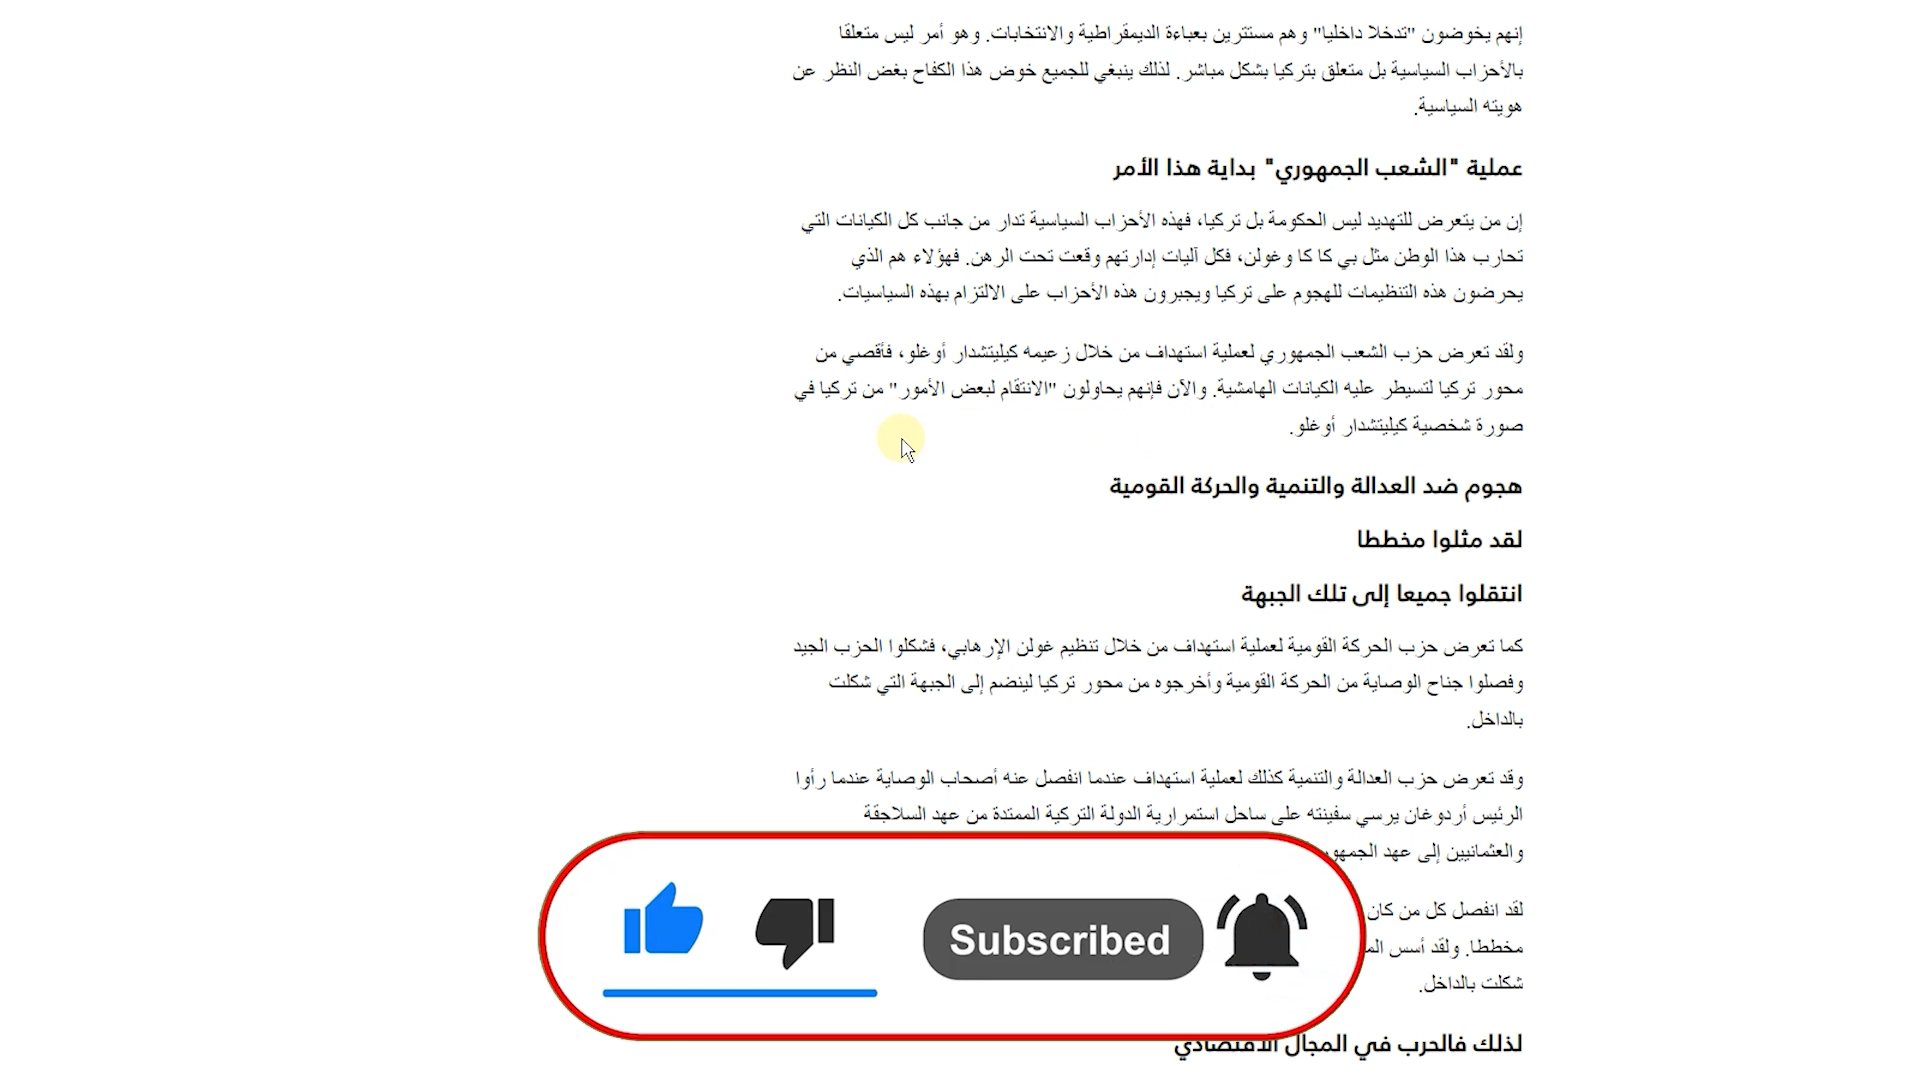 إنهم يخوضون "تدخلا داخليا" وهم مستترين بعباءة الديمقراطية والانتخابات. وهو أمر ليس متعلقا
بالأحزاب السياسية بل متعلق بتركيا بشكل مباشر. لذلك ينبغي للجميع خوض هذا الكفاح بغض النظر عن
هويته السياسية.
عملية "الشعب الجمهوري" بداية هذا الأمر
إن من يتعرض للتهديد ليس الحكومة بل تركيا، فهذه الأحزاب السياسية تدار من جانب كل الكيانات التي
تحارب هذا الوطن مثل بي كا كا وغولن، فكل آليات إدارتهم وقعت تحت الرهن. فهؤلاء هم الذي
يحرضون هذه التنظيمات للهجوم على تركيا ويجبرون هذه الأحزاب على الالتزام بهذه السياسيات.
ولقد تعرض حزب الشعب الجمهوري لعملية استهداف من خلال زعيمه كيليتشدار أوغلو، فأقصي من
محور تركيا لتسيطر عليه الكيانات الهامشية. والآن فإنهم يحاولون "الانتقام لبعض الأمور" من تركيا في
صورة شخصية كيليتشدار أوغلو.
هجوم ضد العدالة والتنمية والحركة القومية
لقد مثلوا مخططا
انتقلوا جميعا إلى تلك الجبهة
كما تعرض حزب الحركة القومية لعملية استهداف من خلال تنظيم غولن الإرهابي، فشكلوا الحزب الجيد
وفصلوا جناح الوصاية من الحركة القومية وأخرجوه من محور تركيا لينضم إلى الجبهة التي شكلت
بالداخل.
وقد تعرض حزب العدالة والتنمية كذلك لعملية استهداف عندما انفصل عنه أصحاب الوصاية عندما رأوا
الرئيس أردوغان يرسي سفينته على ساحل استمرارية الدولة التركية الممتدة من عهد السلاجقة
والعثمانيين إلى عهد
لقد انفصل كل من كان
مخططا. ولقد أسس
شكلت بالداخل.
Subscribed
لذلك فالحرب في المجال الاقتصادي